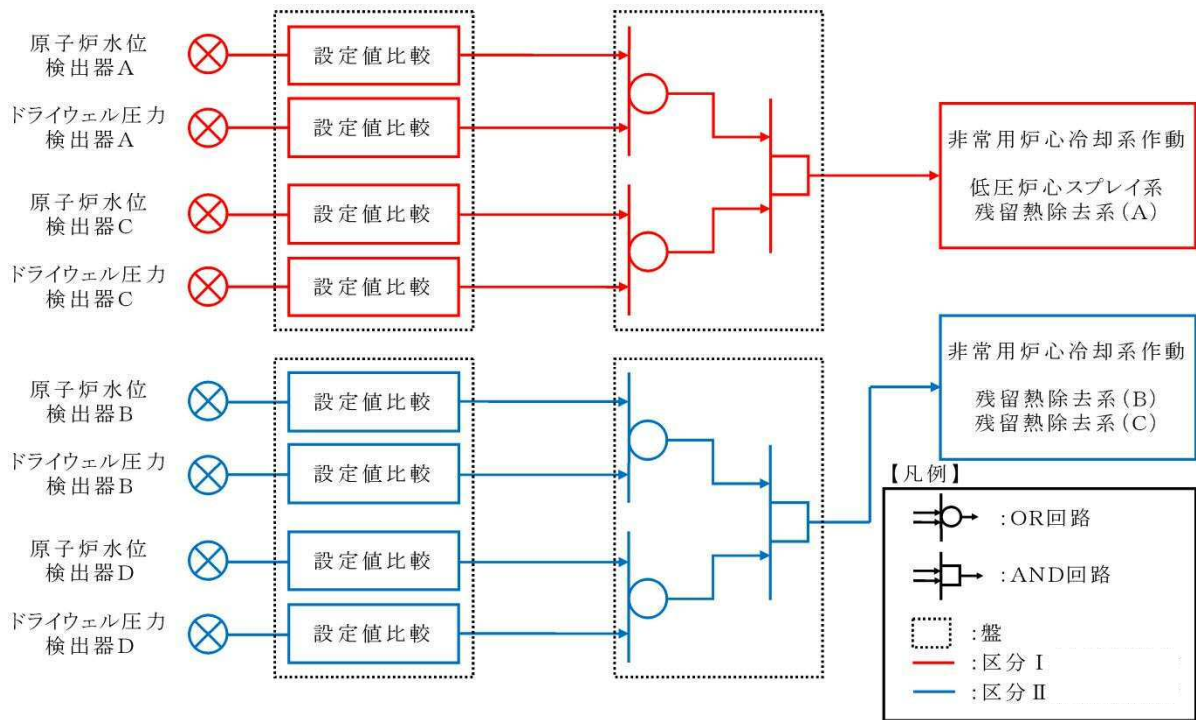 原子炉水位
検出器A
設定値比較
ドライウェル圧力
検出器A
設定値比較
原子炉水位
検出器C
設定値比較
ドライウェル圧力
検出器C
設定値比較
非常用炉心冷却系作動
低圧炉心スプレイ系
残留熱除去系(A)
原子炉水位
検出器B
設定値比較
ドライウェル圧力
検出器B
設定値比較
原子炉水位
検出器D
設定値比較
ドライウェル圧力
検出器D
設定値比較
非常用炉心冷却系作動
残留熱除去系(B)
残留熱除去系(C)
【凡例】
:OR回路
:AND回路
:盤
:区分Ⅰ
:区分Ⅱ